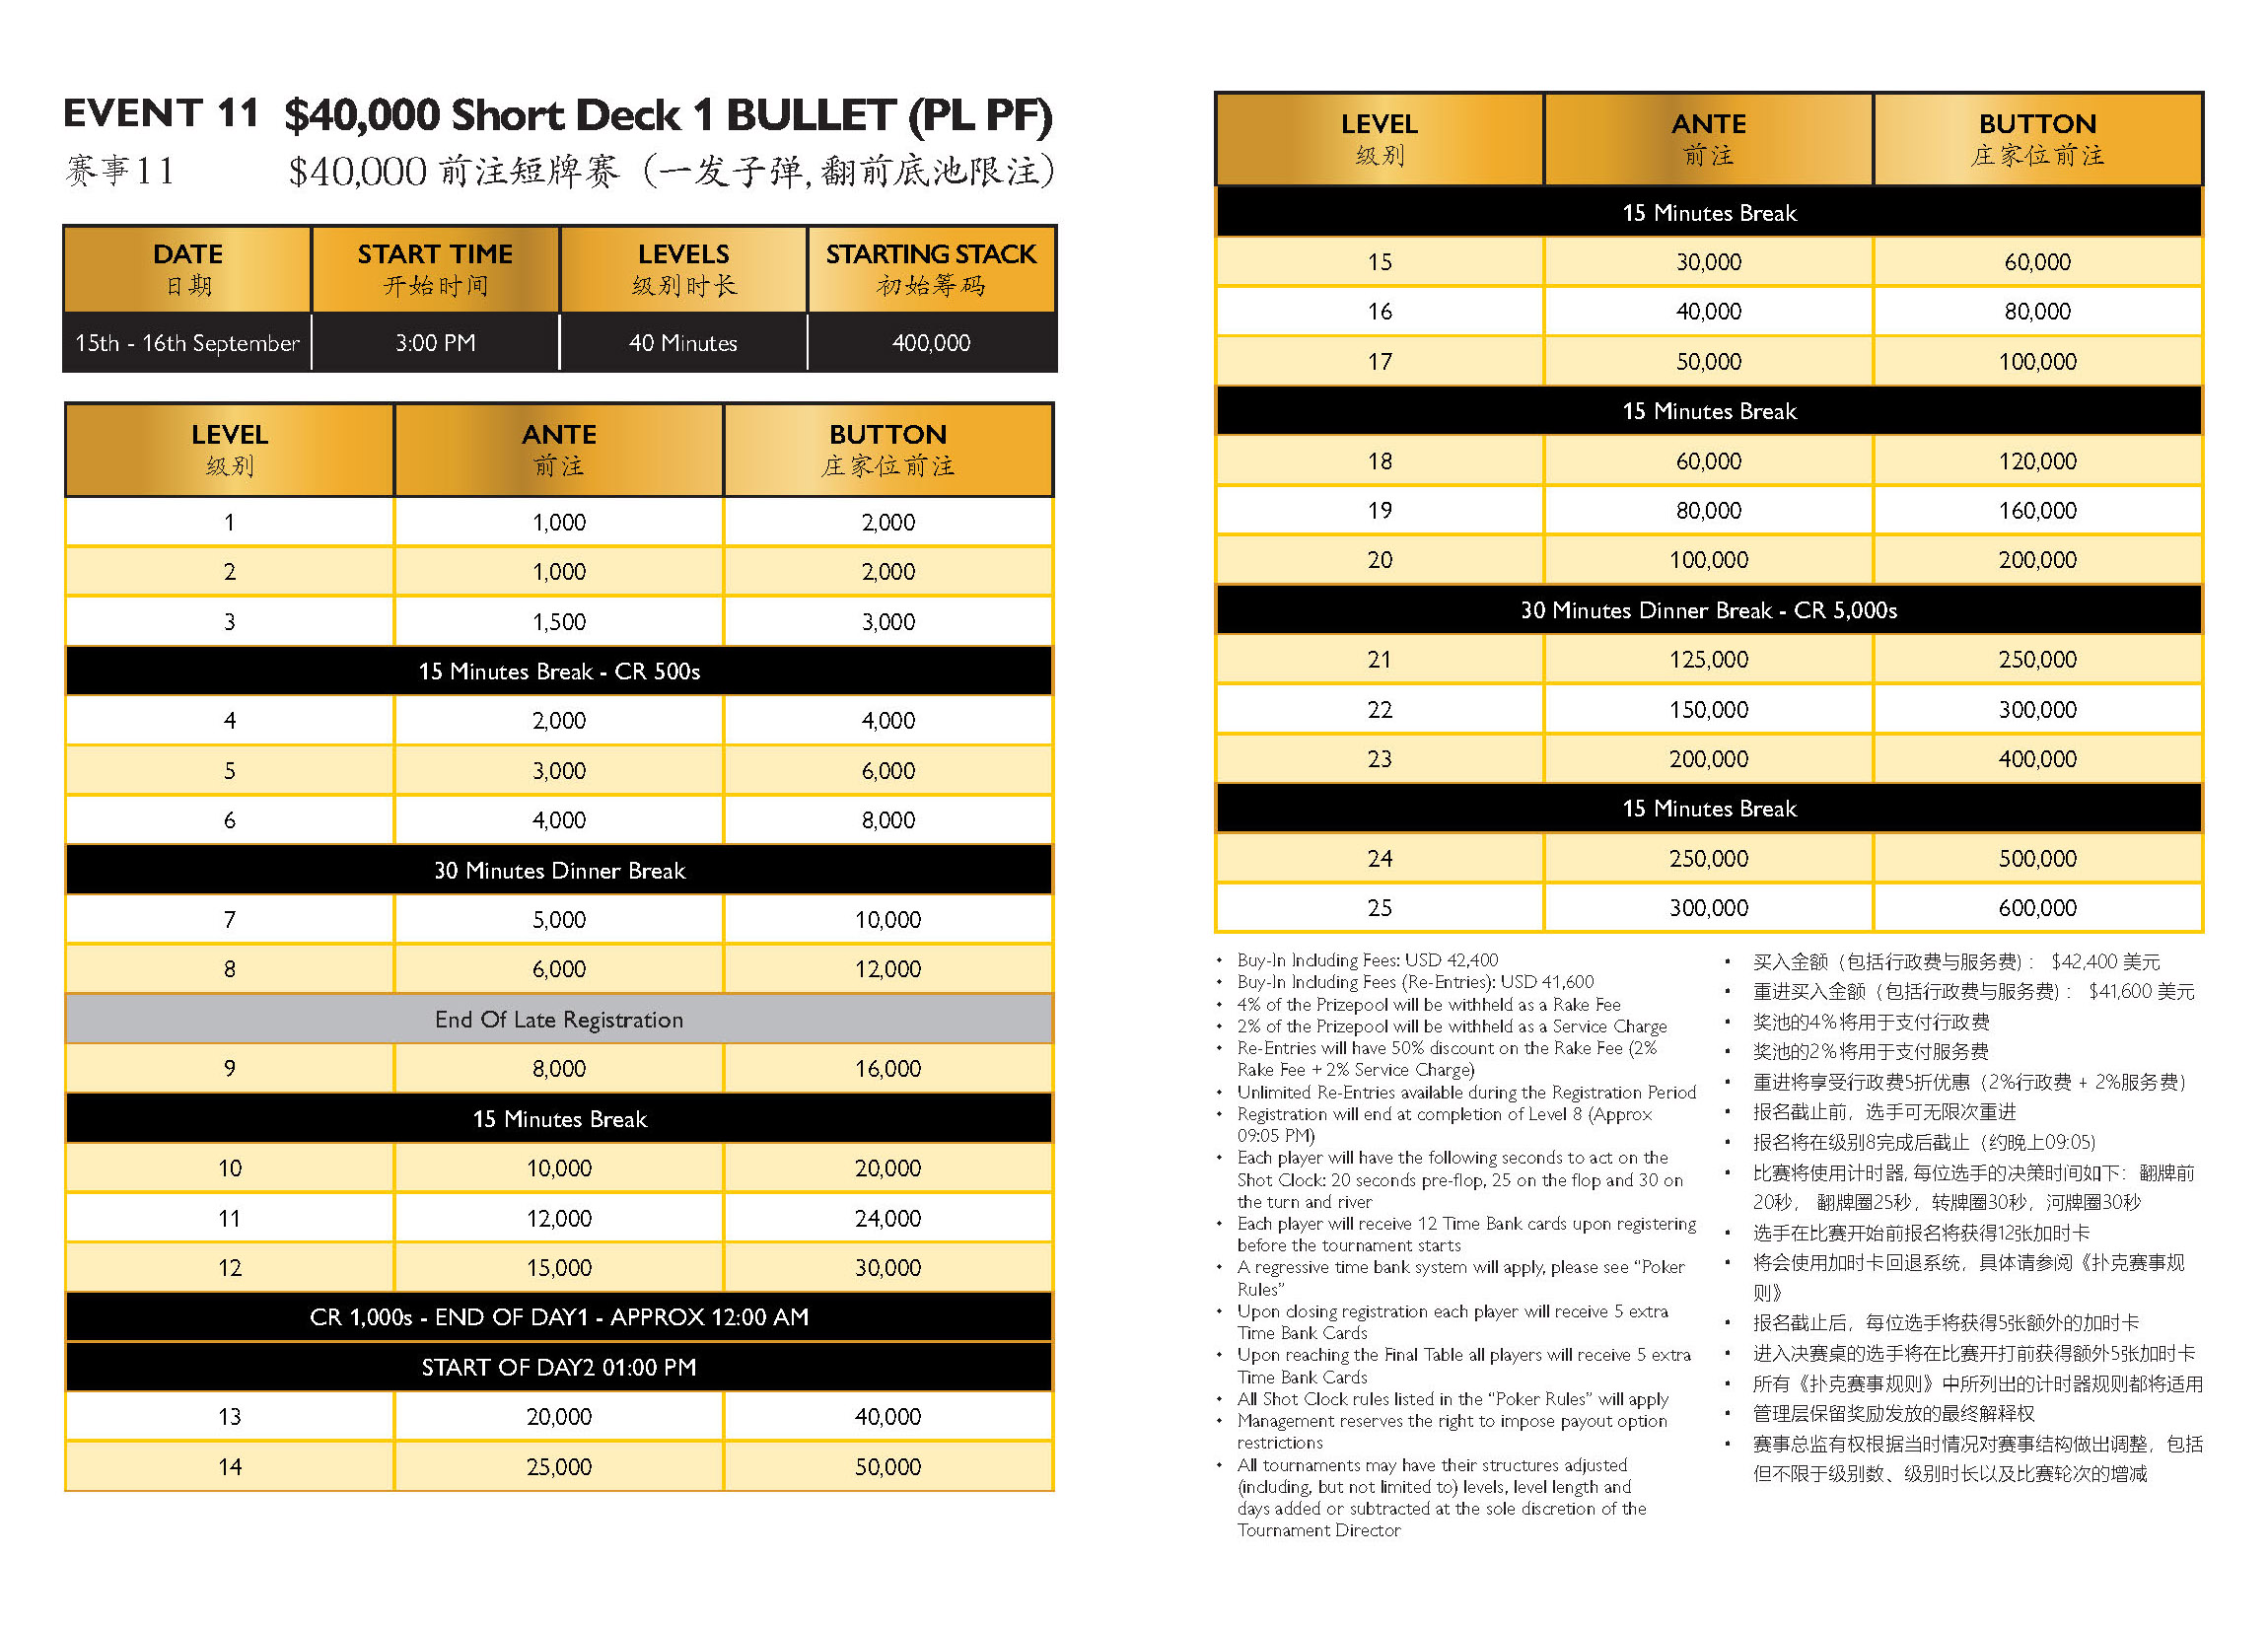 EVENT 11 $40,000 Short Deck 1 BULLET (PL PF)
赛事11 $40,000 前注短牌赛（一发子弹, 翻前底池限注）
DATE START TIME LEVELS STARTING STACK
日期 开始时间 级别时长 初始筹码
15th - 16th September 3:00 PM 40 Minutes 400,000
LEVEL ANTE BUTTON
级别 前注 庄家位前注
1 1,000 2,000
2 1,000 2,000
3 1,500 3,000
15 Minutes Break - CR 500s
4 2,000 4,000
5 3,000 6,000
6 4,000 8,000
30 Minutes Dinner Break
7 5,000 10,000
8 6,000 12,000
End Of Late Registration
9 8,000 16,000
15 Minutes Break
10 10,000 20,000
11 12,000 24,000
12 15,000 30,000
CR 1,000s - END OF DAY1 - APPROX 12:00 AM
START OF DAY2 01:00 PM
13 20,000 40,000
14 25,000 50,000
LEVEL ANTE BUTTON
级别 前注 庄家位前注
15 Minutes Break
15 30,000 60,000
16 40,000 80,000
17 50,000 100,000
15 Minutes Break
18 60,000 120,000
19 80,000 160,000
20 100,000 200,000
30 Minutes Dinner Break - CR 5,000s
21 125,000 250,000
22 150,000 300,000
23 200,000 400,000
15 Minutes Break
24 250,000 500,000
25 300,000 600,000
• Buy-In Including Fees: USD 42,400
• Buy-In Including Fees (Re-Entries): USD 41,600
• 4% of the Prizepool will be withheld as a Rake Fee
• 2% of the Prizepool will be withheld as a Service Charge
• Re-Entries will have 50% discount on the Rake Fee (2%
Rake Fee + 2% Service Charge)
• Unlimited Re-Entries available during the Registration Period
• Registration will end at completion of Level 8 (Approx
09:05 PM)
• Each player will have the following seconds to act on the
Shot Clock: 20 seconds pre-flop, 25 on the flop and 30 on
the turn and river
• Each player will receive 12 Time Bank cards upon registering
before the tournament starts
• A regressive time bank system will apply, please see “Poker
Rules”
• Upon closing registration each player will receive 5 extra
Time Bank Cards
• Upon reaching the Final Table all players will receive 5 extra
Time Bank Cards
• All Shot Clock rules listed in the “Poker Rules” will apply
• Management reserves the right to impose payout option
restrictions
• All tournaments may have their structures adjusted
(including, but not limited to) levels, level length and
days added or subtracted at the sole discretion of the
Tournament Director
• 买入金额（包括行政费与服务费）： $42,400 美元
• 重进买入金额（包括行政费与服务费）： $41,600 美元
• 奖池的4%将用于支付行政费
• 奖池的2%将用于支付服务费
• 重进将享受行政费5折优惠（2%行政费 + 2%服务费）
• 报名截止前，选手可无限次重进
• 报名将在级别8完成后截止（约晚上09:05)
• 比赛将使用计时器, 每位选手的决策时间如下：翻牌前
20秒， 翻牌圈25秒，转牌圈30秒，河牌圈30秒
• 选手在比赛开始前报名将获得12张加时卡
• 将会使用加时卡回退系统，具体请参阅《扑克赛事规
则》
• 报名截止后，每位选手将获得5张额外的加时卡
• 进入决赛桌的选手将在比赛开打前获得额外5张加时卡
• 所有《扑克赛事规则》中所列出的计时器规则都将适用
• 管理层保留奖励发放的最终解释权
• 赛事总监有权根据当时情况对赛事结构做出调整，包括
但不限于级别数、级别时长以及比赛轮次的增减